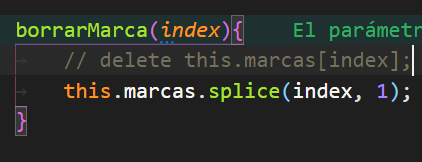 borrarMarca(index){ El parámetr
// delete this.marcas[index];
this.marcas.splice(index, 1);
}